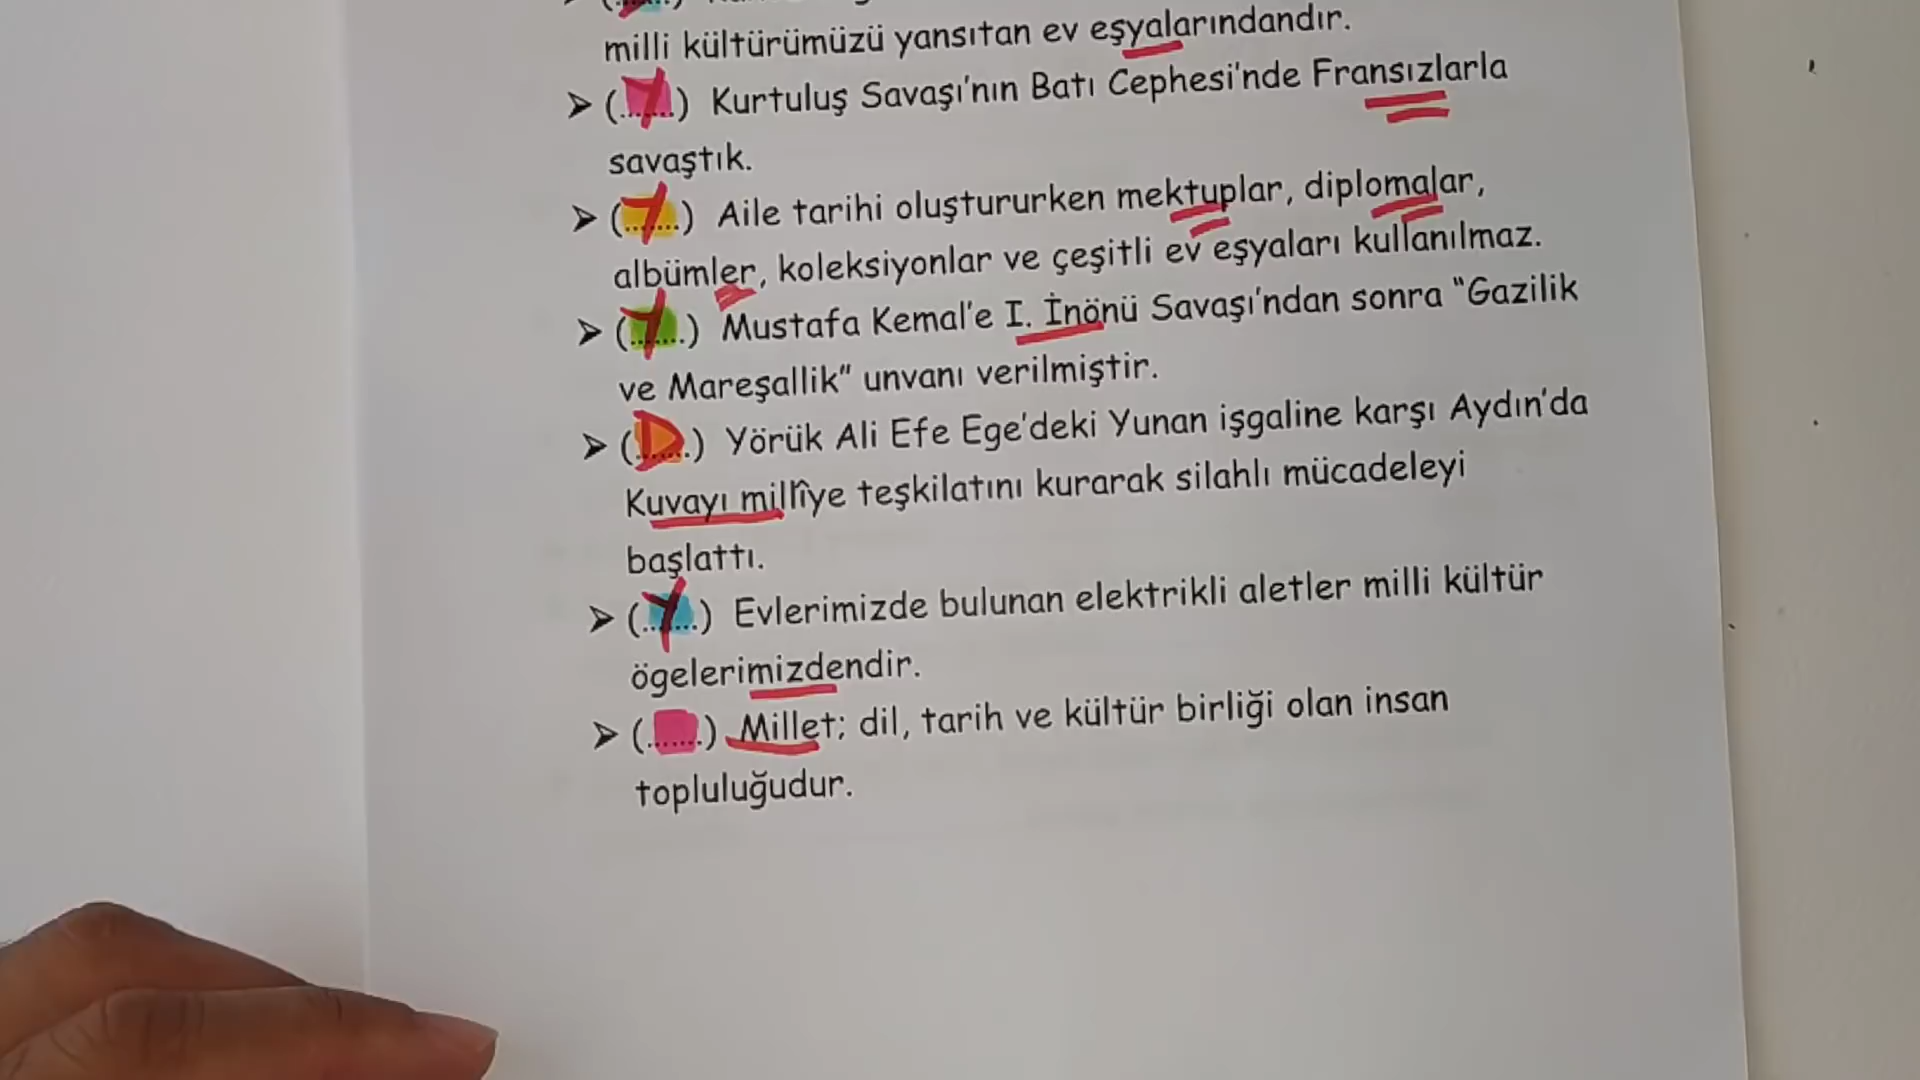 milli kültürümüzü yansıtan ev eşyalarındandır.
➤ (.Y.) Kurtuluş Savaşı'nın Batı Cephesi'nde Fransızlarla
savaştık.
➤ (.Y.) Aile tarihi oluştururken mektuplar, diplomalar,
albümler, koleksiyonlar ve çeşitli ev eşyaları kullanılmaz.
➤ (.Y.) Mustafa Kemal'e I. İnönü Savaşı'ndan sonra "Gazilik
ve Mareşallik" unvanı verilmiştir.
➤ (.D.) Yörük Ali Efe Ege'deki Yunan işgaline karşı Aydın'da
Kuvayı millîye teşkilatını kurarak silahlı mücadeleyi
başlattı.
➤ (.Y.) Evlerimizde bulunan elektrikli aletler milli kültür
ögelerimizdendir.
➤ (......) Millet; dil, tarih ve kültür birliği olan insan
topluluğudur.